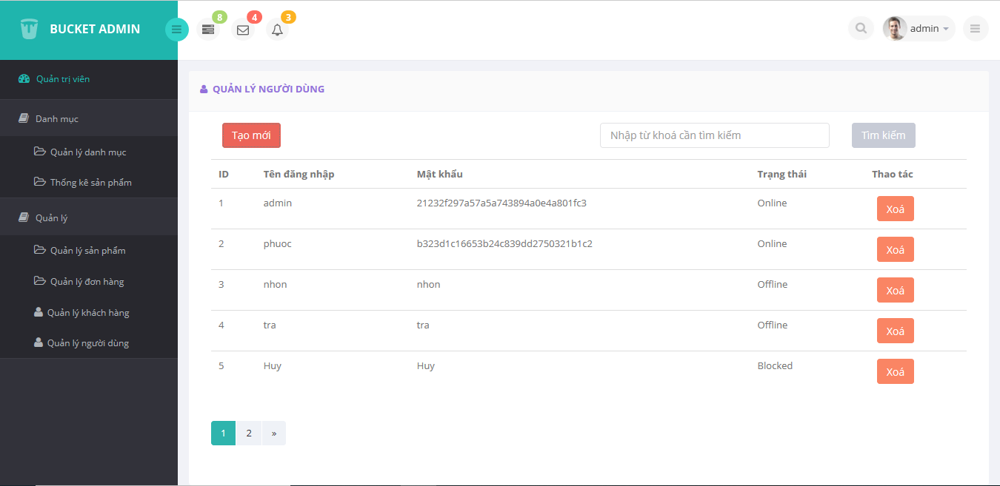 BUCKET ADMIN
8
4
3
admin
Quản trị viên
Danh mục
Quản lý danh mục
Thống kê sản phẩm
Quản lý
Quản lý sản phẩm
Quản lý đơn hàng
Quản lý khách hàng
Quản lý người dùng
QUẢN LÝ NGƯỜI DÙNG
Tạo mới
Nhập từ khoá cần tìm kiếm
Tìm kiếm
ID Tên đăng nhập Mật khẩu Trạng thái Thao tác
1 admin 21232f297a57a5a743894a0e4a801fc3 Online Xoá
2 phuoc b323d1c16653b24c839dd2750321b1c2 Online Xoá
3 nhon nhon Offline Xoá
4 tra tra Offline Xoá
5 Huy Huy Blocked Xoá
1 2 »